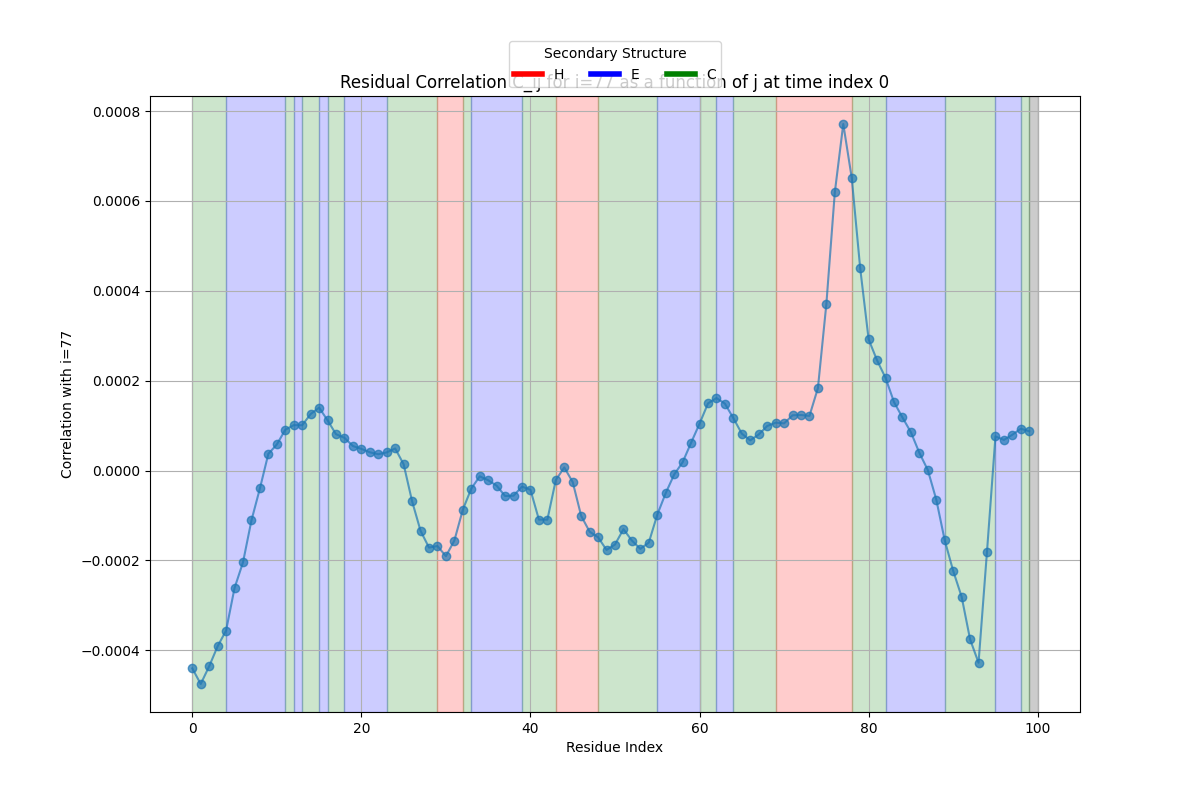 Secondary Structure
H E C
Residual Correlation C_ij for i=77 as a function of j at time index 0
0.0008
0.0006
0.0004
0.0002
0.0000
−0.0002
−0.0004
Correlation with i=77
0 20 40 60 80 100
Residue Index